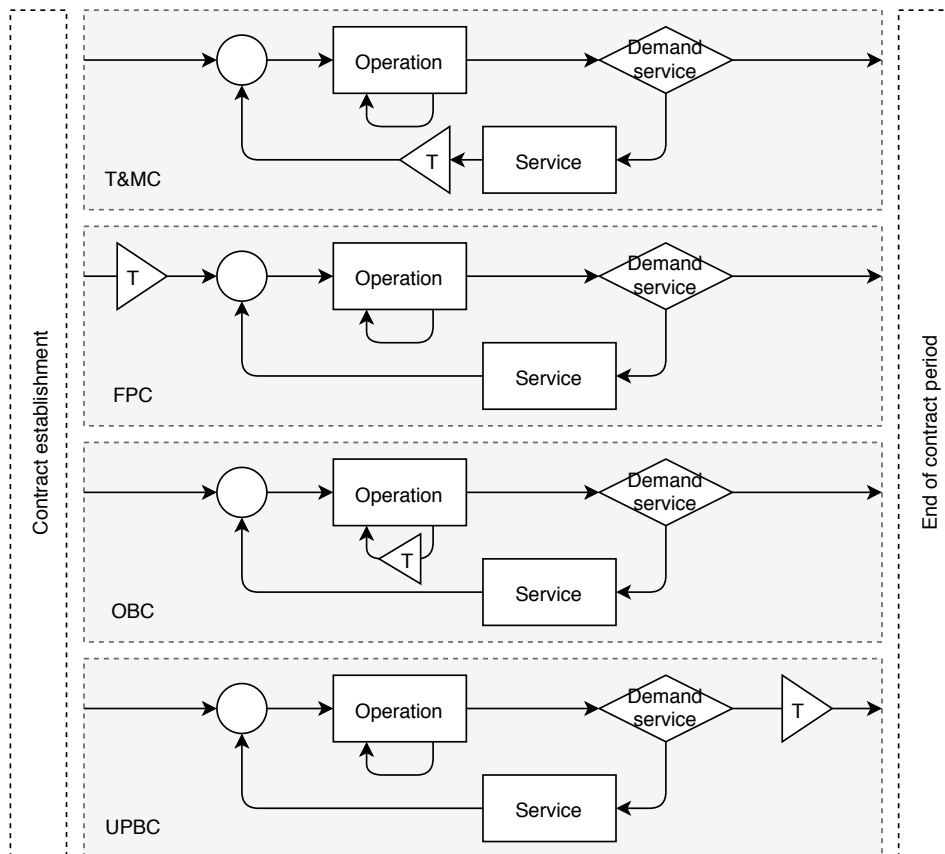 Contract establishment
Operation
Demand
service
T
Service
T&MC
T
Operation
Demand
service
Service
FPC
Operation
Demand
service
T
Service
OBC
Operation
Demand
service
T
Service
UPBC
End of contract period